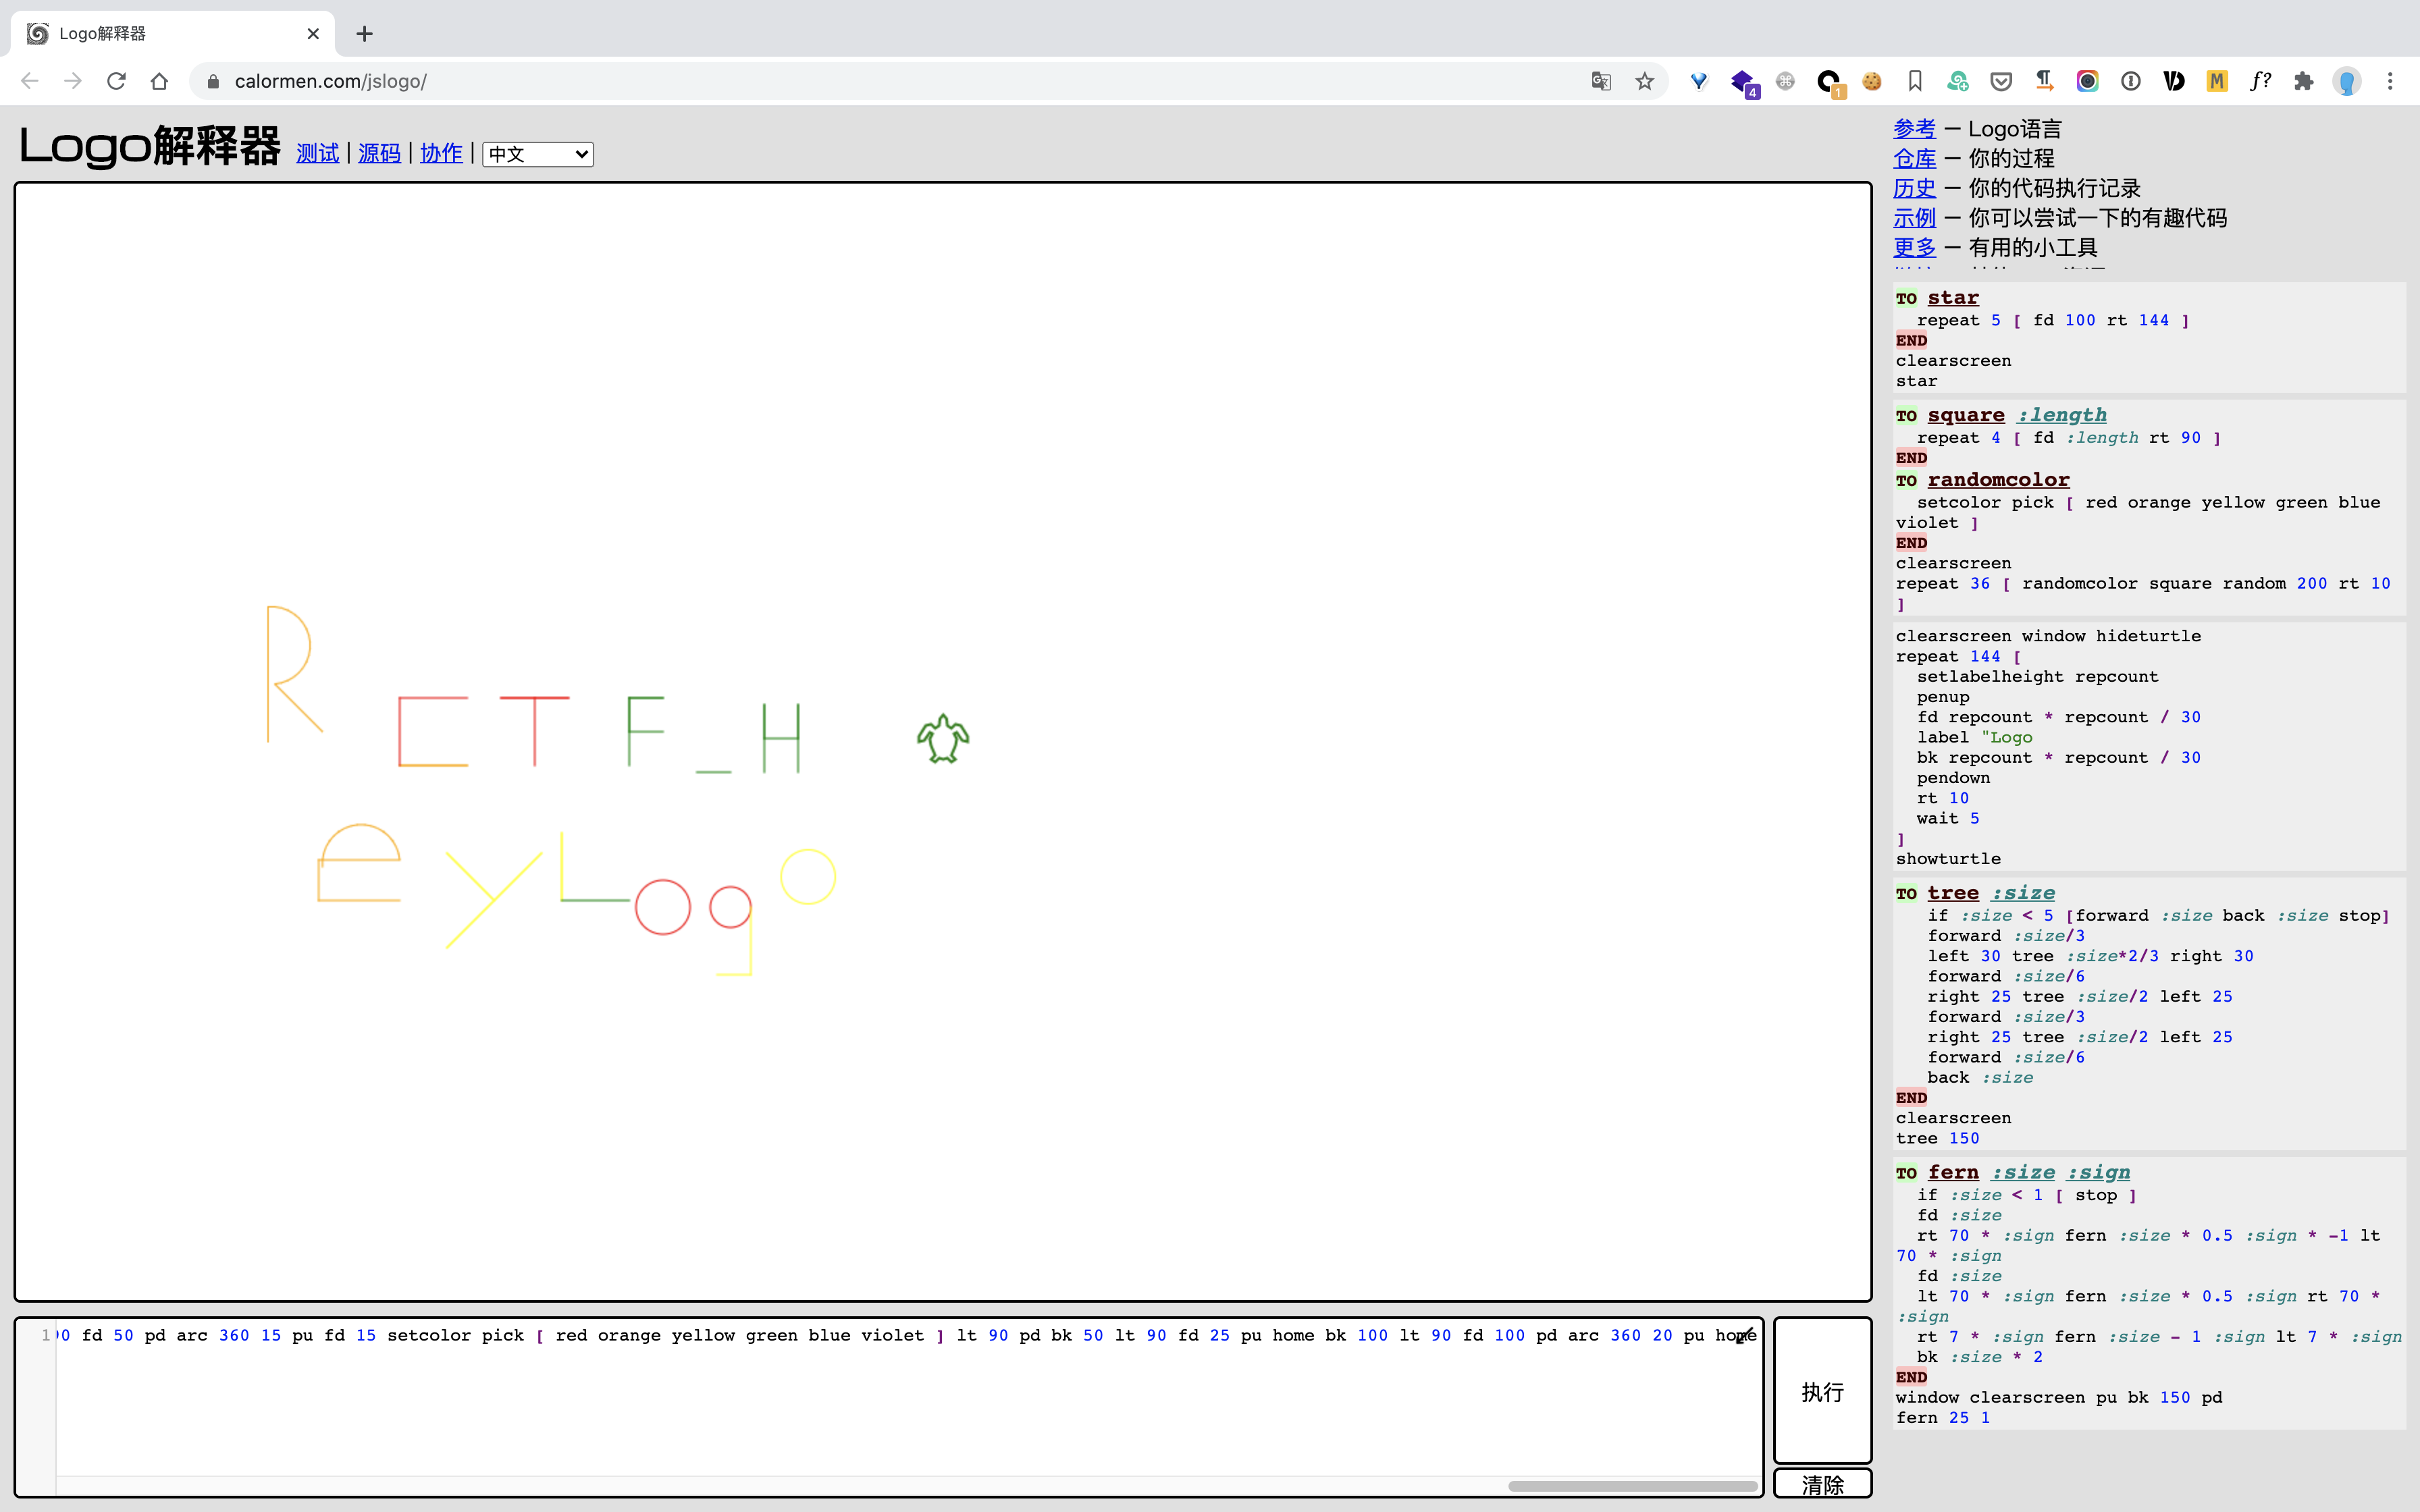 Logo解释器
calormen.com/jslogo/
4
1
M
f?
Logo解释器 测试 | 源码 | 协作 | 中文
R
C T F _ H
e y L o g o
1 fd 50 pd arc 360 15 pu fd 15 setcolor pick [ red orange yellow green blue violet ] lt 90 pd bk 50 lt 90 fd 25 pu home bk 100 lt 90 fd 100 pd arc 360 20 pu home
执行
清除
参考 — Logo语言
仓库 — 你的过程
历史 — 你的代码执行记录
示例 — 你可以尝试一下的有趣代码
更多 — 有用的小工具
TO star
repeat 5 [ fd 100 rt 144 ]
END
clearscreen
star
TO square :length
repeat 4 [ fd :length rt 90 ]
END
TO randomcolor
setcolor pick [ red orange yellow green blue
violet ]
END
clearscreen
repeat 36 [ randomcolor square random 200 rt 10
]
clearscreen window hideturtle
repeat 144 [
setlabelheight repcount
penup
fd repcount * repcount / 30
label "Logo
bk repcount * repcount / 30
pendown
rt 10
wait 5
]
showturtle
TO tree :size
if :size < 5 [forward :size back :size stop]
forward :size/3
left 30 tree :size*2/3 right 30
forward :size/6
right 25 tree :size/2 left 25
forward :size/3
right 25 tree :size/2 left 25
forward :size/6
back :size
END
clearscreen
tree 150
TO fern :size :sign
if :size < 1 [ stop ]
fd :size
rt 70 * :sign fern :size * 0.5 :sign * -1 lt
70 * :sign
fd :size
lt 70 * :sign fern :size * 0.5 :sign rt 70 *
:sign
rt 7 * :sign fern :size - 1 :sign lt 7 * :sign
bk :size * 2
END
window clearscreen pu bk 150 pd
fern 25 1